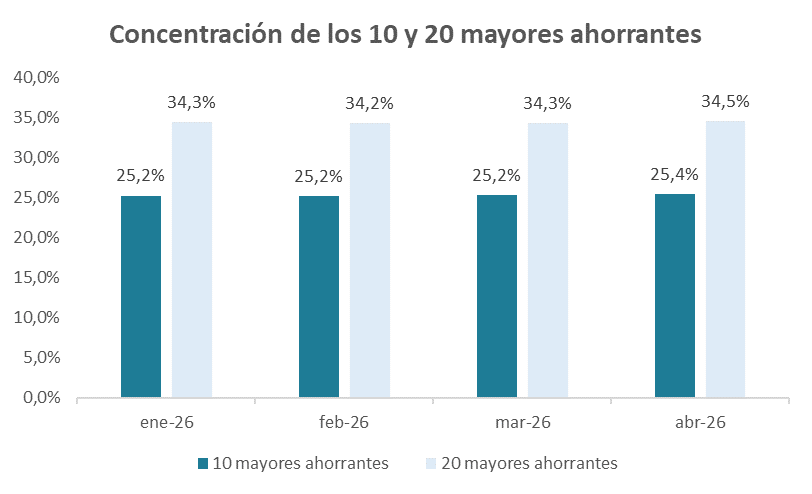 Concentración de los 10 y 20 mayores ahorrantes
40,0%
35,0%
30,0%
25,0%
20,0%
15,0%
10,0%
5,0%
0,0%
25,2%
34,3%
25,2%
34,2%
25,2%
34,3%
25,4%
34,5%
ene-26
feb-26
mar-26
abr-26
10 mayores ahorrantes
20 mayores ahorrantes